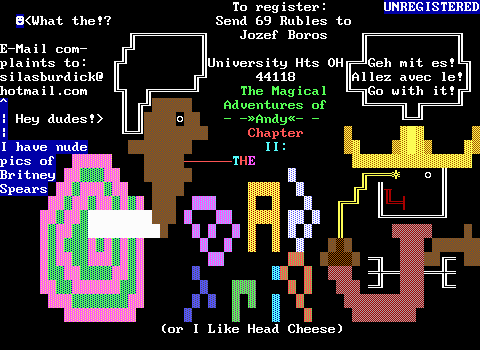 To register:
UNREGISTERED
☻<What the!?
Send 69 Rubles to
Jozef Boros
E-Mail com-
plaints to:
silasburdick@
hotmail.com
University Hts OH
44118
Geh mit es!
Allez avec le!
Go with it!
The Magical
Adventures of
- -»Andy«- -
Chapter
II:
THE
^
¦ Hey dudes!>
¦
I have nude
pics of
Britney
Spears
(or I Like Head Cheese)